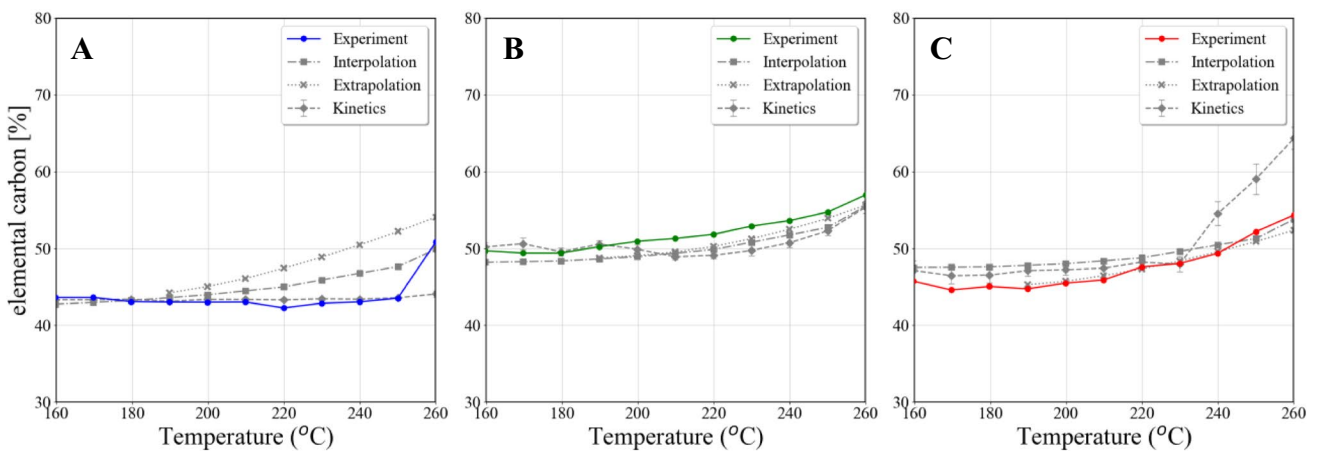 A
Experiment
Interpolation
Extrapolation
Kinetics
elemental carbon [%]
80
70
60
50
40
30
160 180 200 220 240 260
Temperature (°C)
B
Experiment
Interpolation
Extrapolation
Kinetics
80
70
60
50
40
30
160 180 200 220 240 260
Temperature (°C)
C
Experiment
Interpolation
Extrapolation
Kinetics
80
70
60
50
40
30
160 180 200 220 240 260
Temperature (°C)